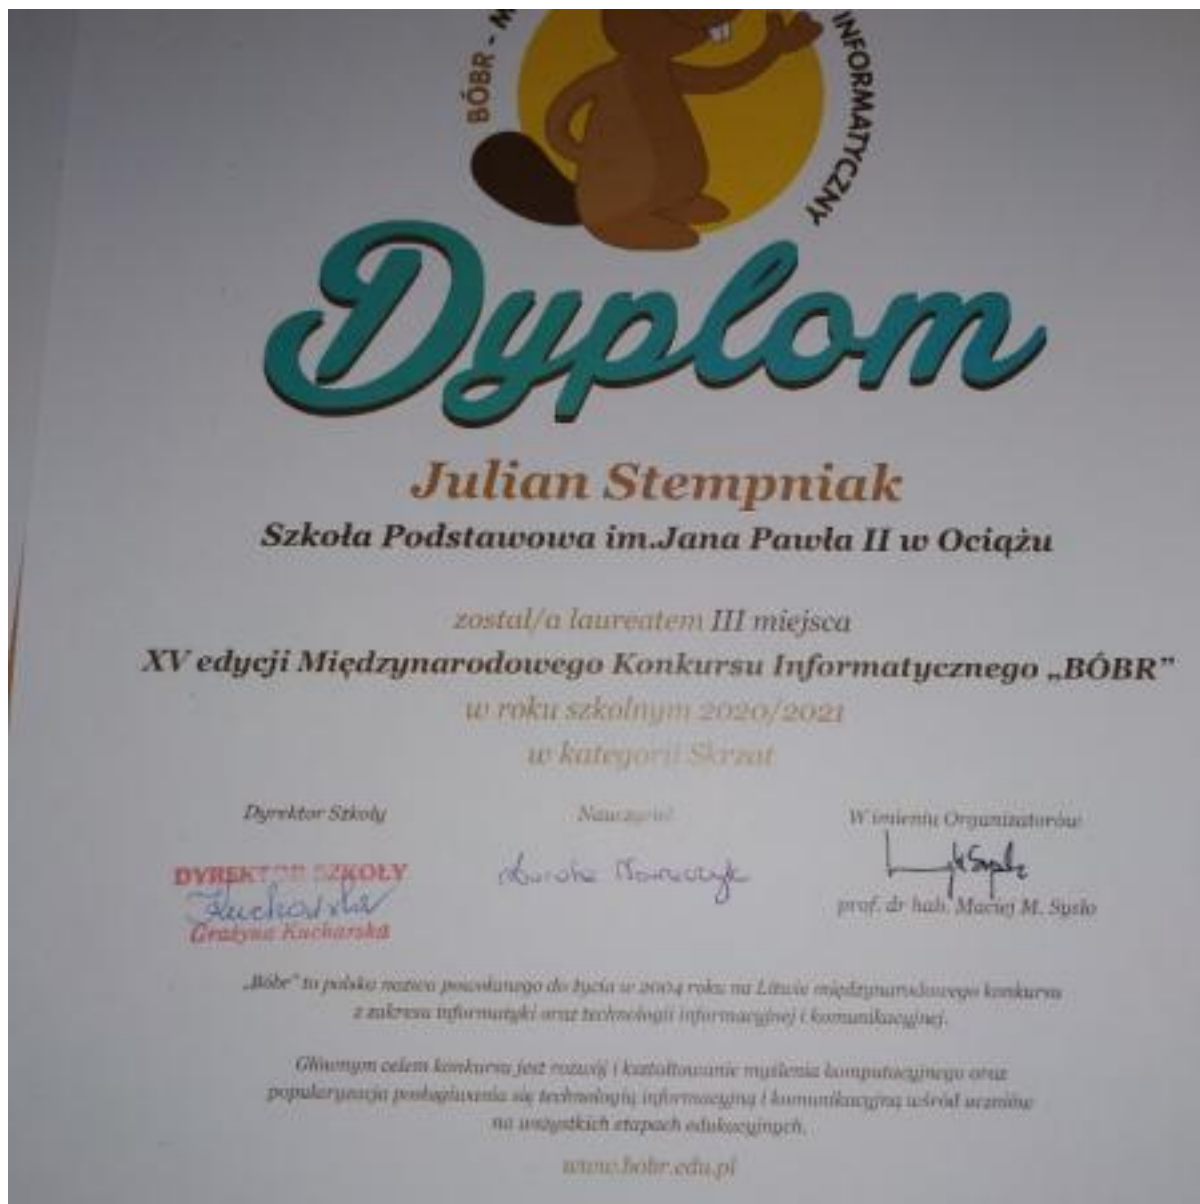 BÓBR - M
INFORMATYCZNY
Dyplom
Julian Stempniak
Szkoła Podstawowa im.Jana Pawła II w Ociążu
został/a laureatem III miejsca
XV edycji Międzynarodowego Konkursu Informatycznego „BÓBR”
w roku szkolnym 2020/2021
w kategorii Skrzat
Dyrektor Szkoły
Nauczyciel
W imieniu Organizatorów
DYREKTOR SZKOŁY
Grażyna Kucharska
prof. dr hab. Maciej M. Sysło
„Bóbr” to polska nazwa powołanego do życia w 2004 roku na Litwie międzynarodowego konkursu
z zakresu informatyki oraz technologii informacyjnej i komunikacyjnej.
Głównym celem konkursu jest rozwój i kształtowanie myślenia komputacyjnego oraz
popularyzacja posługiwania się technologią informacyjną i komunikacyjną wśród uczniów
na wszystkich etapach edukacyjnych.
www.bobr.edu.pl